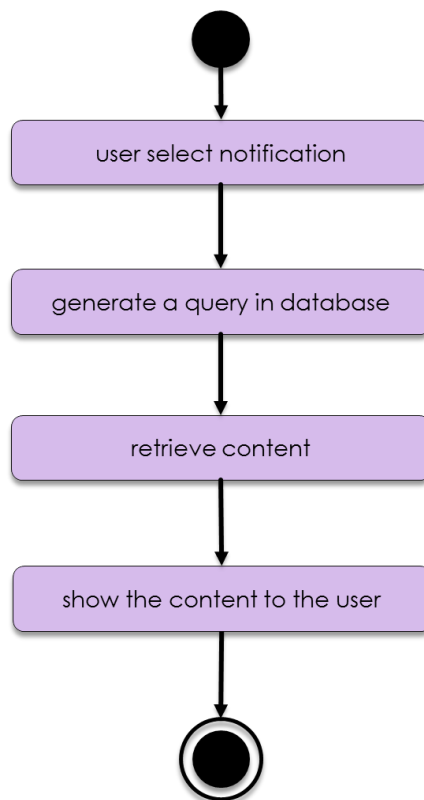 user select notification
generate a query in database
retrieve content
show the content to the user